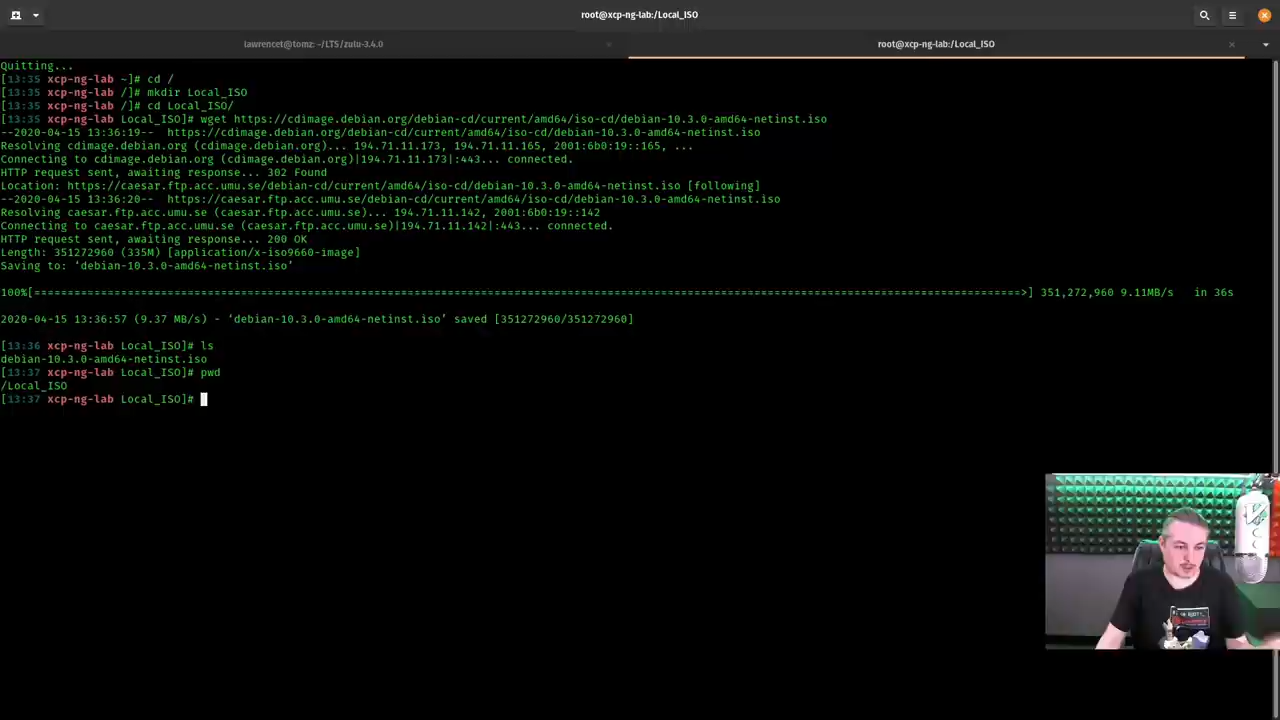 root@xcp-ng-lab:/Local_ISO
lawrencet@tomz: ~/LTS/zulu-3.4.0
root@xcp-ng-lab:/Local_ISO
Quitting...
[13:35 xcp-ng-lab ~]# cd /
[13:35 xcp-ng-lab /]# mkdir Local_ISO
[13:35 xcp-ng-lab /]# cd Local_ISO/
[13:35 xcp-ng-lab Local_ISO]# wget https://cdimage.debian.org/debian-cd/current/amd64/iso-cd/debian-10.3.0-amd64-netinst.iso
--2020-04-15 13:36:19--  https://cdimage.debian.org/debian-cd/current/amd64/iso-cd/debian-10.3.0-amd64-netinst.iso
Resolving cdimage.debian.org (cdimage.debian.org)... 194.71.11.173, 194.71.11.165, 2001:6b0:19::165, ...
Connecting to cdimage.debian.org (cdimage.debian.org)|194.71.11.173|:443... connected.
HTTP request sent, awaiting response... 302 Found
Location: https://caesar.ftp.acc.umu.se/debian-cd/current/amd64/iso-cd/debian-10.3.0-amd64-netinst.iso [following]
--2020-04-15 13:36:20--  https://caesar.ftp.acc.umu.se/debian-cd/current/amd64/iso-cd/debian-10.3.0-amd64-netinst.iso
Resolving caesar.ftp.acc.umu.se (caesar.ftp.acc.umu.se)... 194.71.11.142, 2001:6b0:19::142
Connecting to caesar.ftp.acc.umu.se (caesar.ftp.acc.umu.se)|194.71.11.142|:443... connected.
HTTP request sent, awaiting response... 200 OK
Length: 351272960 (335M) [application/x-iso9660-image]
Saving to: ‘debian-10.3.0-amd64-netinst.iso’
100%[==================================================================================>] 351,272,960 9.11MB/s   in 36s
2020-04-15 13:36:57 (9.37 MB/s) - ‘debian-10.3.0-amd64-netinst.iso’ saved [351272960/351272960]
[13:36 xcp-ng-lab Local_ISO]# ls
debian-10.3.0-amd64-netinst.iso
[13:37 xcp-ng-lab Local_ISO]# pwd
/Local_ISO
[13:37 xcp-ng-lab Local_ISO]#